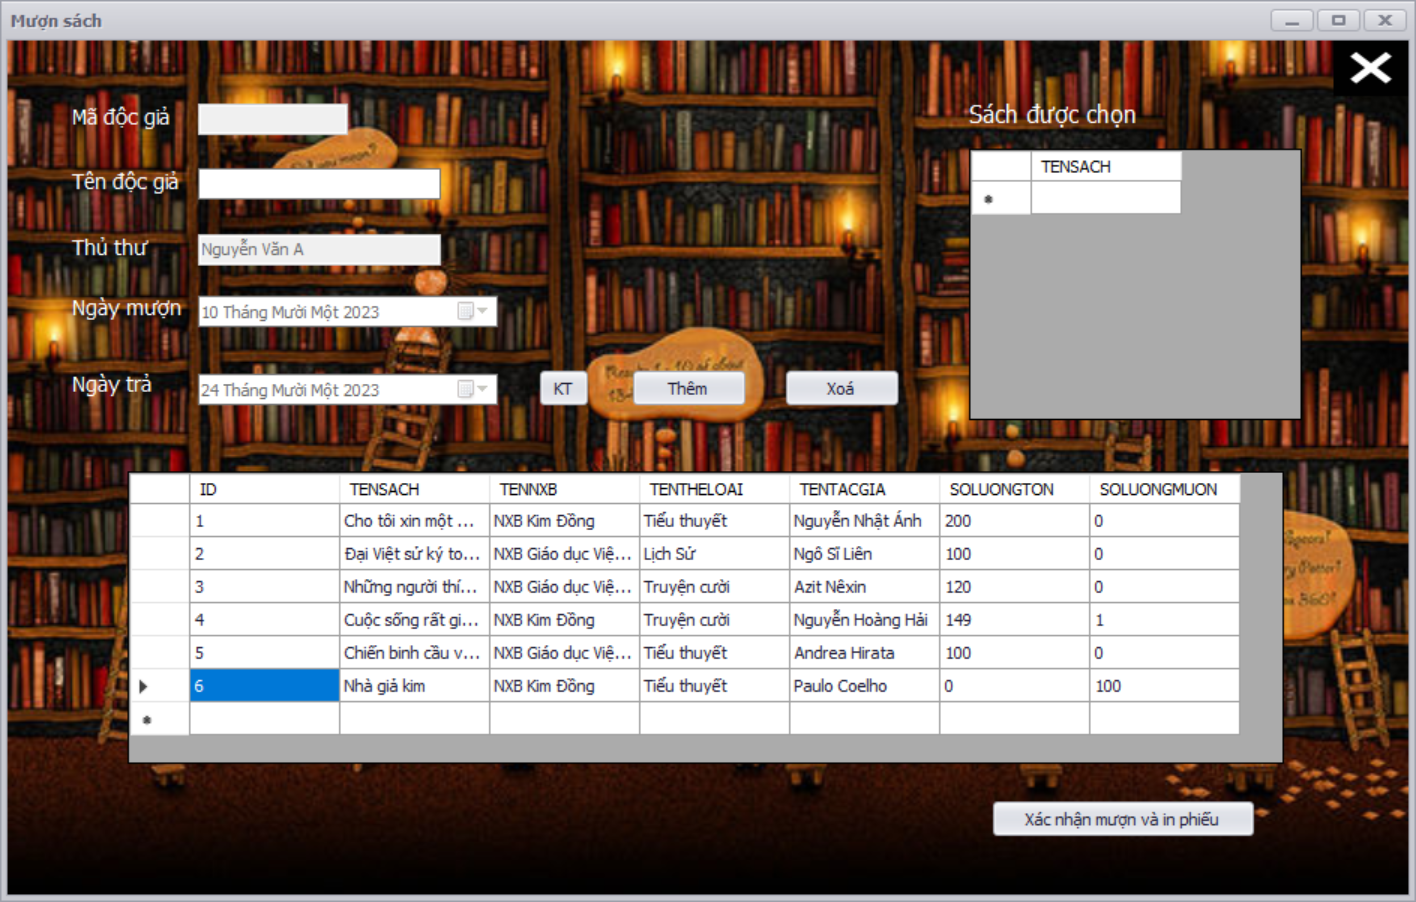 Mượn sách
Mã độc giả
Sách được chọn
TENSACH
Tên độc giả
Thủ thư
Nguyễn Văn A
Ngày mượn
10 Tháng Mười Một 2023
Ngày trả
24 Tháng Mười Một 2023
KT
Thêm
Xoá
ID TENSACH TENNXB TENTHELOAI TENTACGIA SOLUONGTON SOLUONGMUON
1 Cho tôi xin một ... NXB Kim Đồng Tiểu thuyết Nguyễn Nhật Ánh 200 0
2 Đại Việt sử ký to... NXB Giáo dục Việ... Lịch Sử Ngô Sĩ Liên 100 0
3 Những người thí... NXB Giáo dục Việ... Truyện cười Azit Nêxin 120 0
4 Cuộc sống rất gi... NXB Kim Đồng Truyện cười Nguyễn Hoàng Hải 149 1
5 Chiến binh cầu v... NXB Giáo dục Việ... Tiểu thuyết Andrea Hirata 100 0
6 Nhà giả kim NXB Kim Đồng Tiểu thuyết Paulo Coelho 0 100
Xác nhận mượn và in phiếu